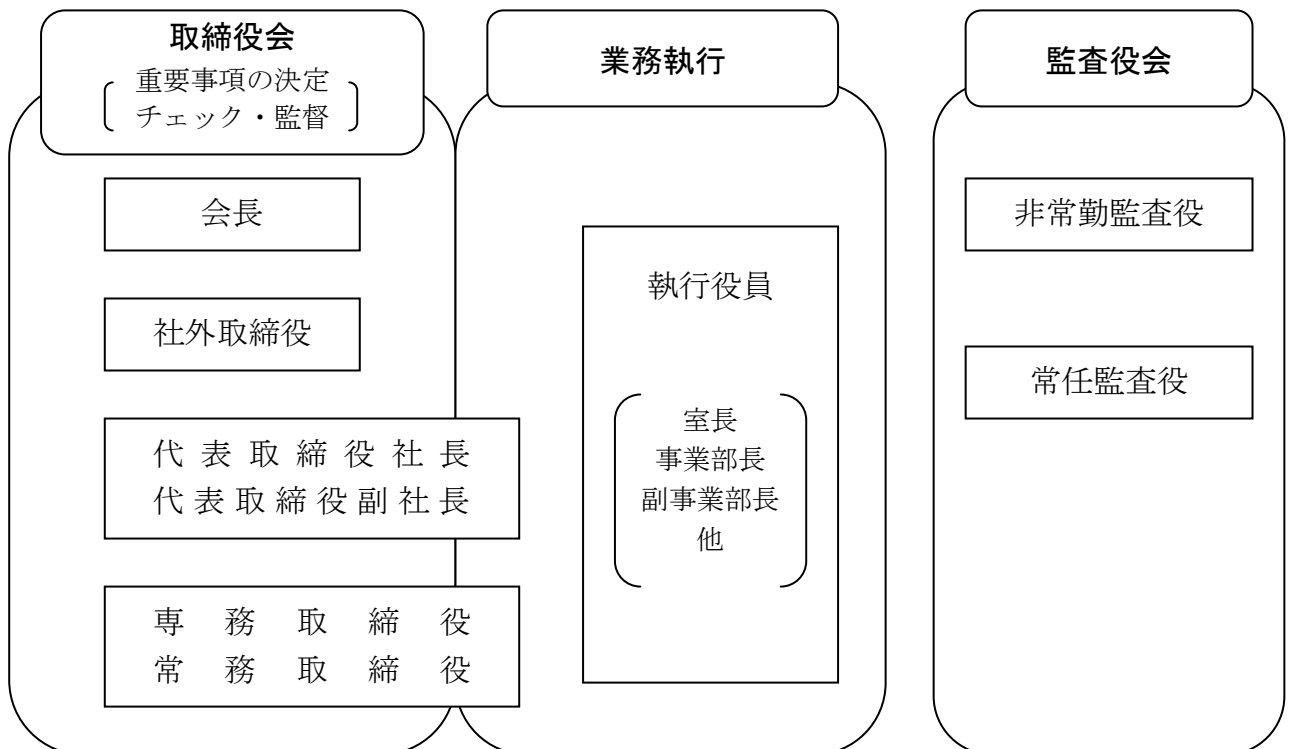 取締役会
重要事項の決定
チェック・監督
会長
社外取締役
代表取締役社長
代表取締役副社長
専務取締役
常務取締役
業務執行
執行役員
室長
事業部長
副事業部長
他
監査役会
非常勤監査役
常任監査役